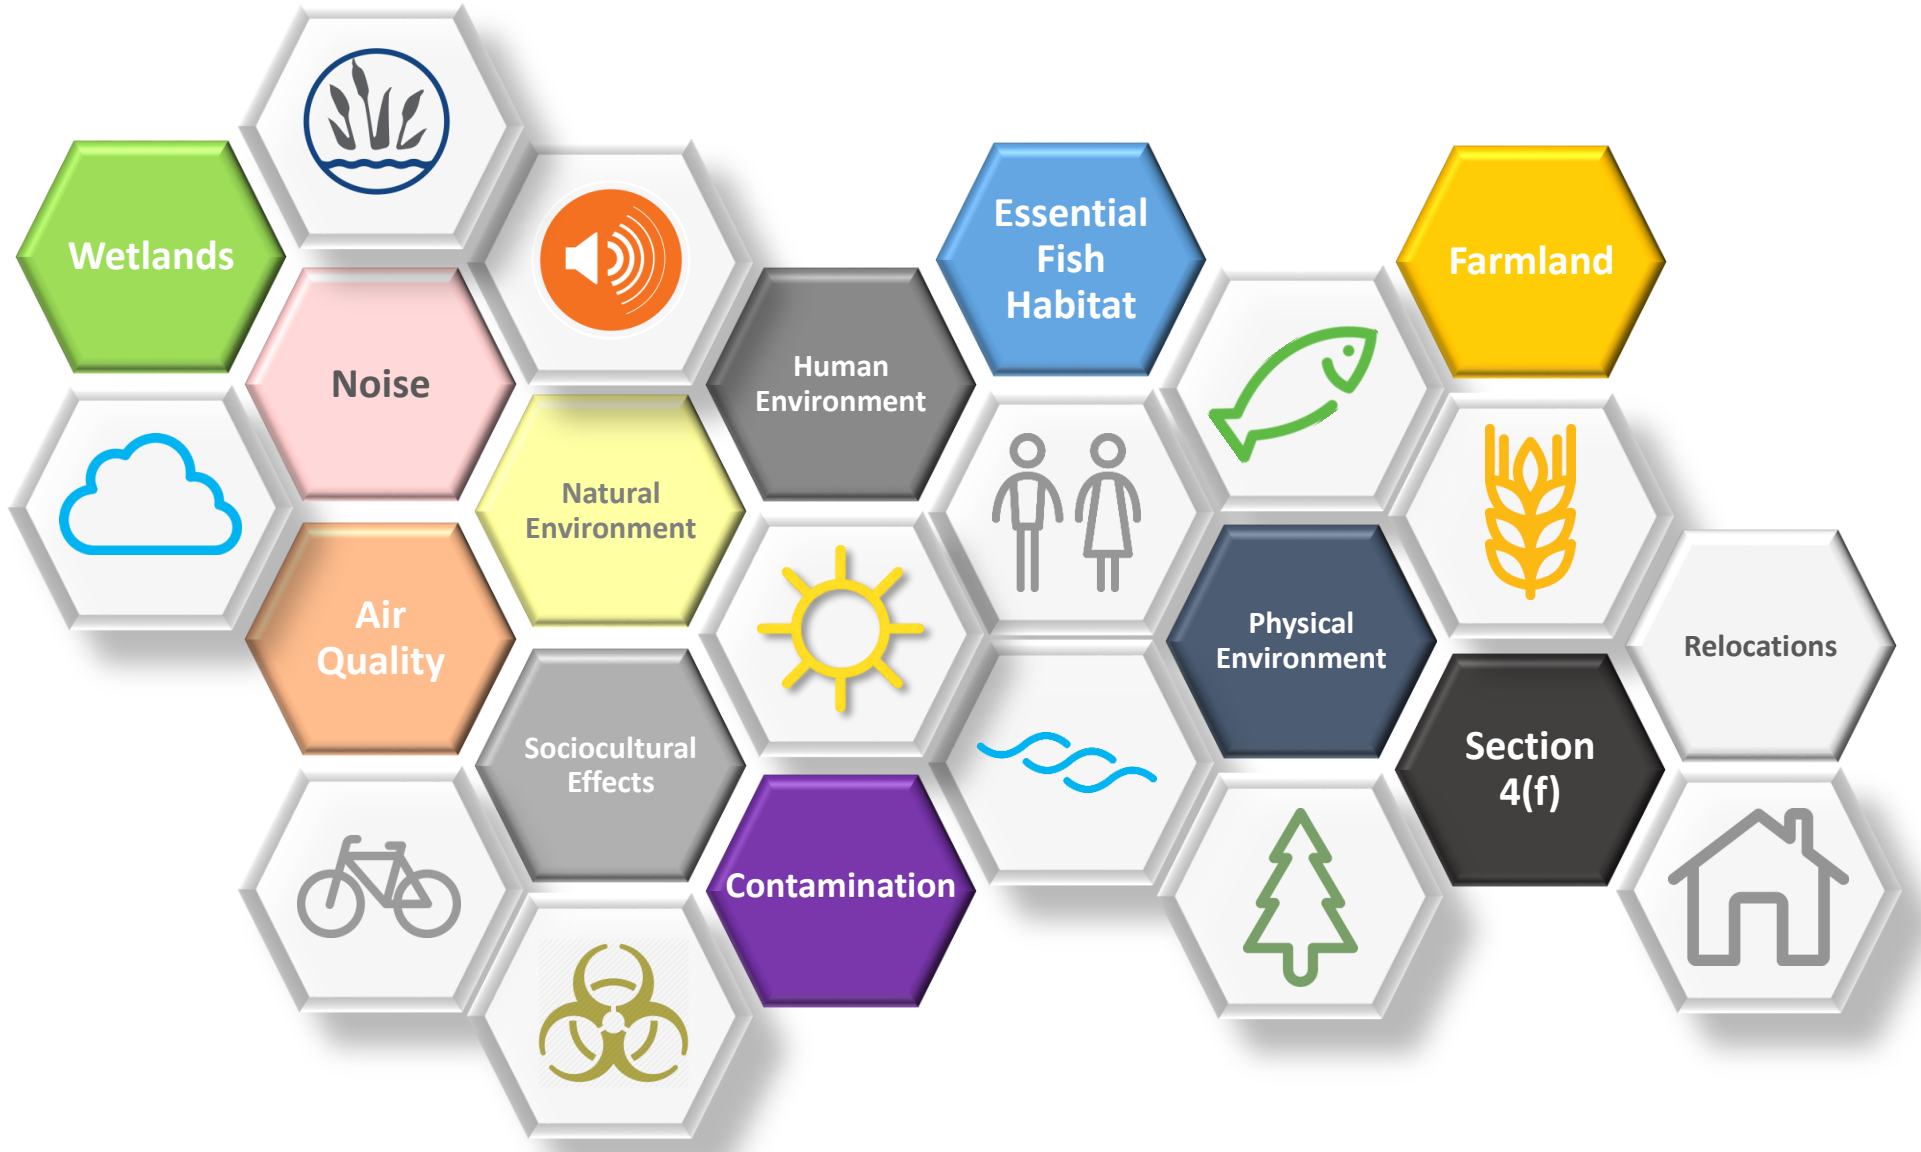 Wetlands
Noise
Air
Quality
Natural
Environment
Sociocultural
Effects
Human
Environment
Contamination
Essential
Fish
Habitat
Physical
Environment
Farmland
Section
4(f)
Relocations